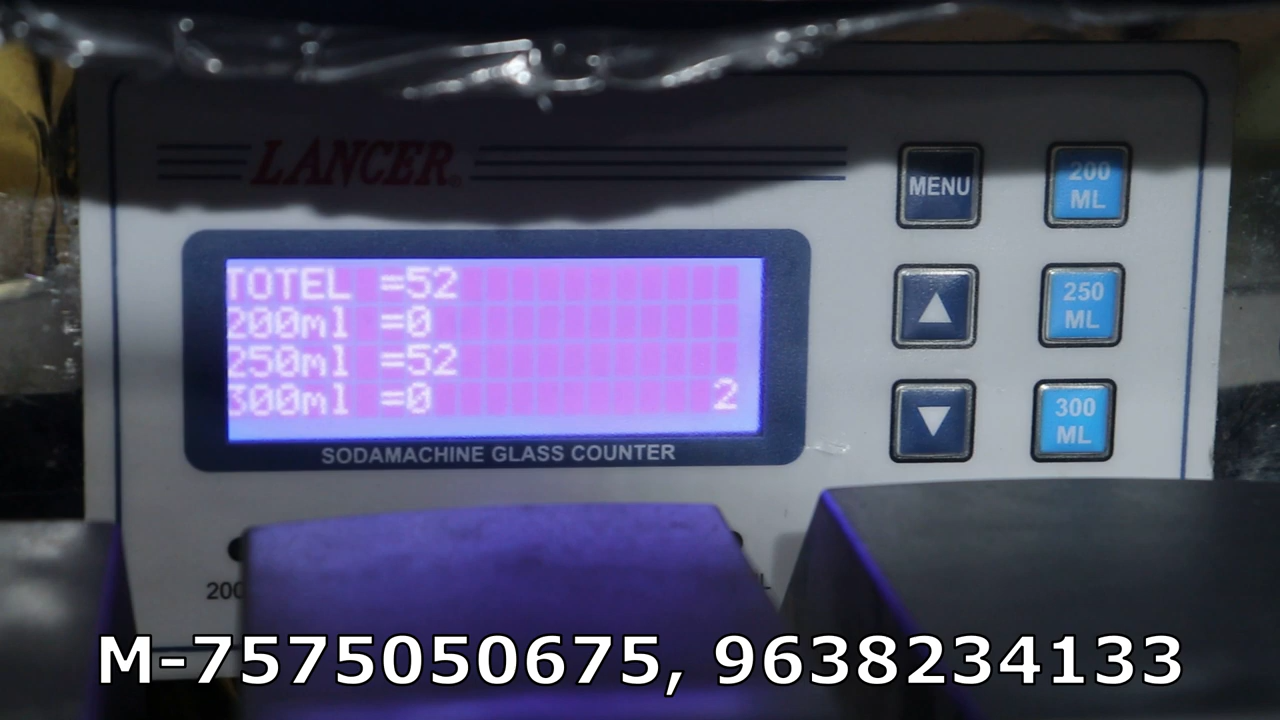 LANCER®
TOTEL =52
200ml =0
250ml =52
300ml =0 2
SODAMACHINE GLASS COUNTER
MENU
200 ML
250 ML
300 ML
200
M-7575050675, 9638234133